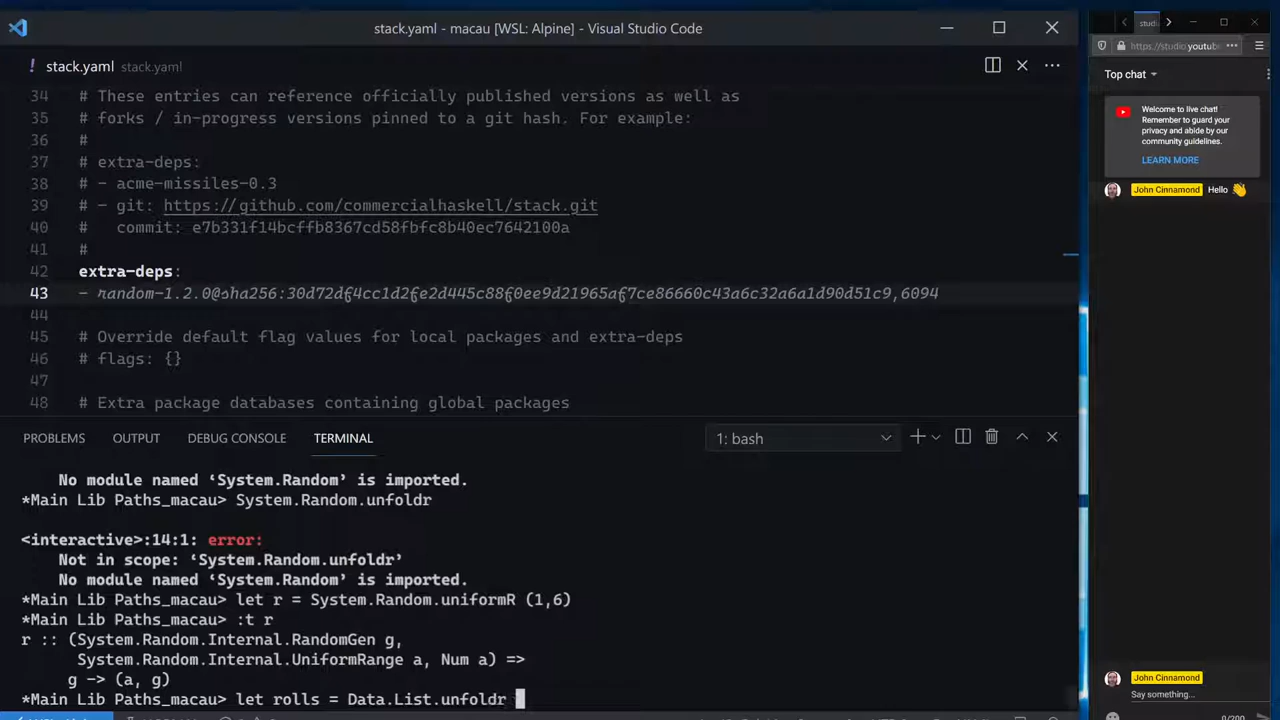 stack.yaml - macau [WSL: Alpine] - Visual Studio Code
! stack.yaml stack.yaml
34 # These entries can reference officially published versions as well as
35 # forks / in-progress versions pinned to a git hash. For example:
36 #
37 # extra-deps:
38 # - acme-missiles-0.3
39 # - git: https://github.com/commercialhaskell/stack.git
40 #   commit: e7b331f14bcffb8367cd58fbfc8b40ec7642100a
41 #
42 extra-deps:
43 - random-1.2.0@sha256:30d72df4cc1d2fe2d445c88f0ee9d21965af7ce86660c43a6c32a6a1d90d51c9,6094
44
45 # Override default flag values for local packages and extra-deps
46 # flags: {}
47
48 # Extra package databases containing global packages
PROBLEMS OUTPUT DEBUG CONSOLE TERMINAL 1: bash
No module named ‘System.Random’ is imported.
*Main Lib Paths_macau> System.Random.unfoldr
<interactive>:14:1: error:
Not in scope: ‘System.Random.unfoldr’
No module named ‘System.Random’ is imported.
*Main Lib Paths_macau> let r = System.Random.uniformR (1,6)
*Main Lib Paths_macau> :t r
r :: (System.Random.Internal.RandomGen g,
System.Random.Internal.UniformRange a, Num a) =>
g -> (a, g)
*Main Lib Paths_macau> let rolls = Data.List.unfoldr
studi
https://studio.youtub
Top chat
Welcome to live chat!
Remember to guard your
privacy and abide by our
community guidelines.
LEARN MORE
John Cinnamond Hello 👋
John Cinnamond
Say something...
0/200